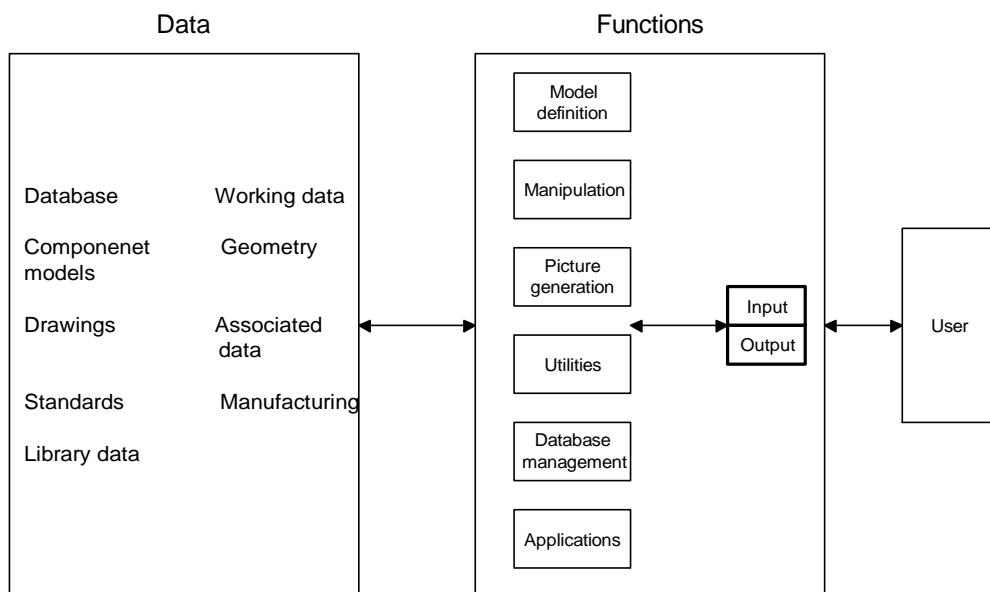 Data
Functions
Database
Working data
Componenet
models
Geometry
Drawings
Associated
data
Standards
Manufacturing
Library data
Model
definition
Manipulation
Picture
generation
Utilities
Database
management
Applications
Input
Output
User